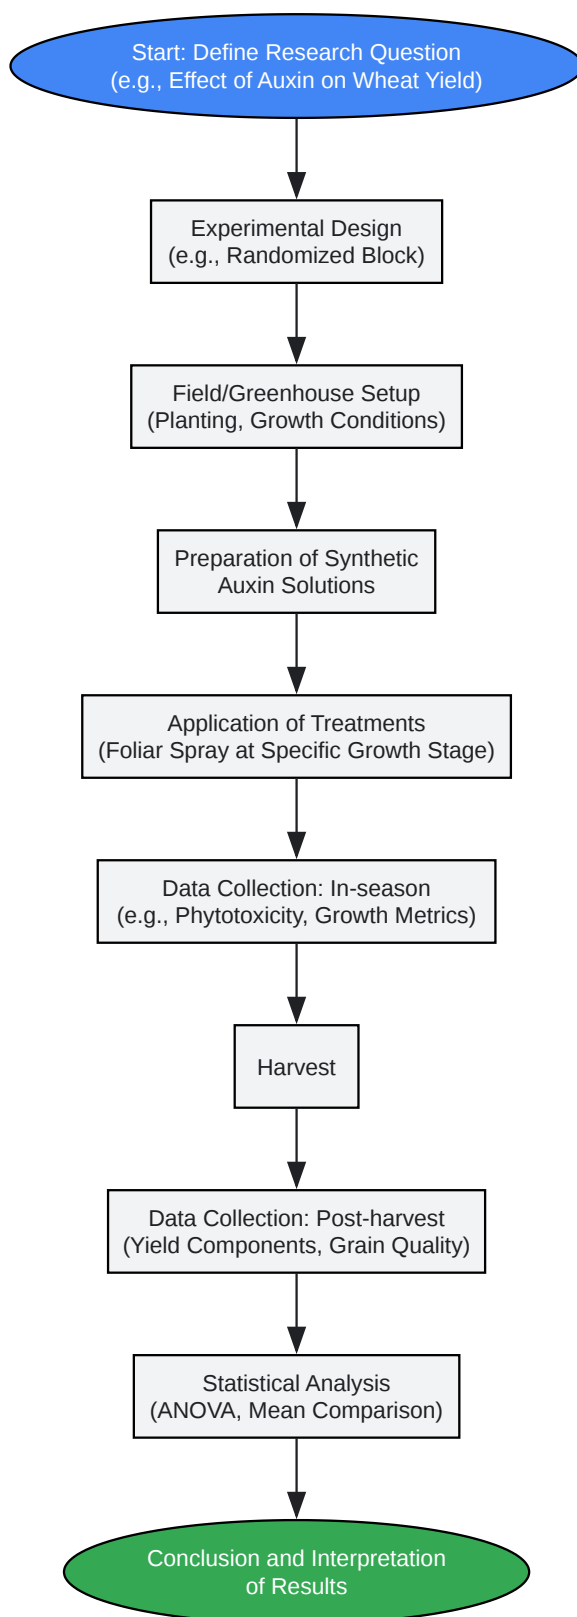 Start: Define Research Question
(e.g., Effect of Auxin on Wheat Yield)
Experimental Design
(e.g., Randomized Block)
Field/Greenhouse Setup
(Planting, Growth Conditions)
Preparation of Synthetic
Auxin Solutions
Application of Treatments
(Foliar Spray at Specific Growth Stage)
Data Collection: In-season
(e.g., Phytotoxicity, Growth Metrics)
Harvest
Data Collection: Post-harvest
(Yield Components, Grain Quality)
Statistical Analysis
(ANOVA, Mean Comparison)
Conclusion and Interpretation
of Results